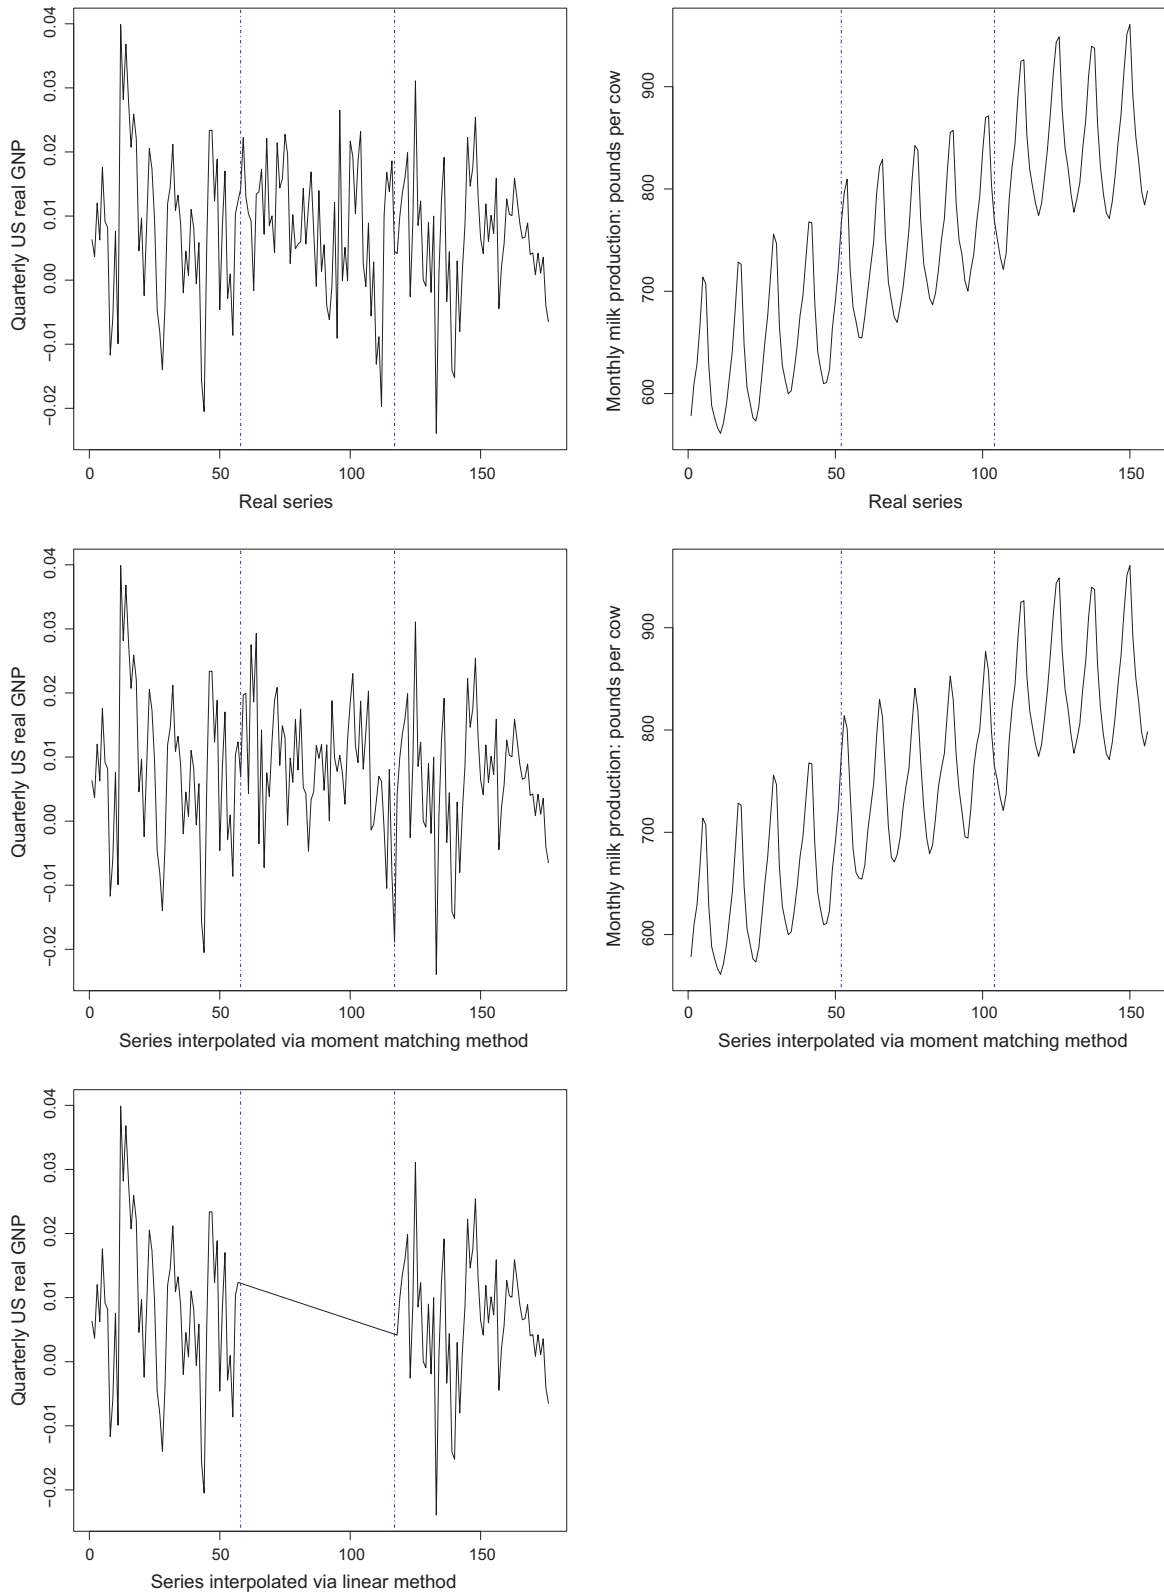 Quarterly US real GNP
0.04
0.03
0.02
0.01
0.00
−0.01
−0.02
0 50 100 150
Real series
Monthly milk production: pounds per cow
900
800
700
600
0 50 100 150
Real series
Quarterly US real GNP
0.04
0.03
0.02
0.01
0.00
−0.01
−0.02
0 50 100 150
Series interpolated via moment matching method
Monthly milk production: pounds per cow
900
800
700
600
0 50 100 150
Series interpolated via moment matching method
Quarterly US real GNP
0.04
0.03
0.02
0.01
0.00
−0.01
−0.02
0 50 100 150
Series interpolated via linear method